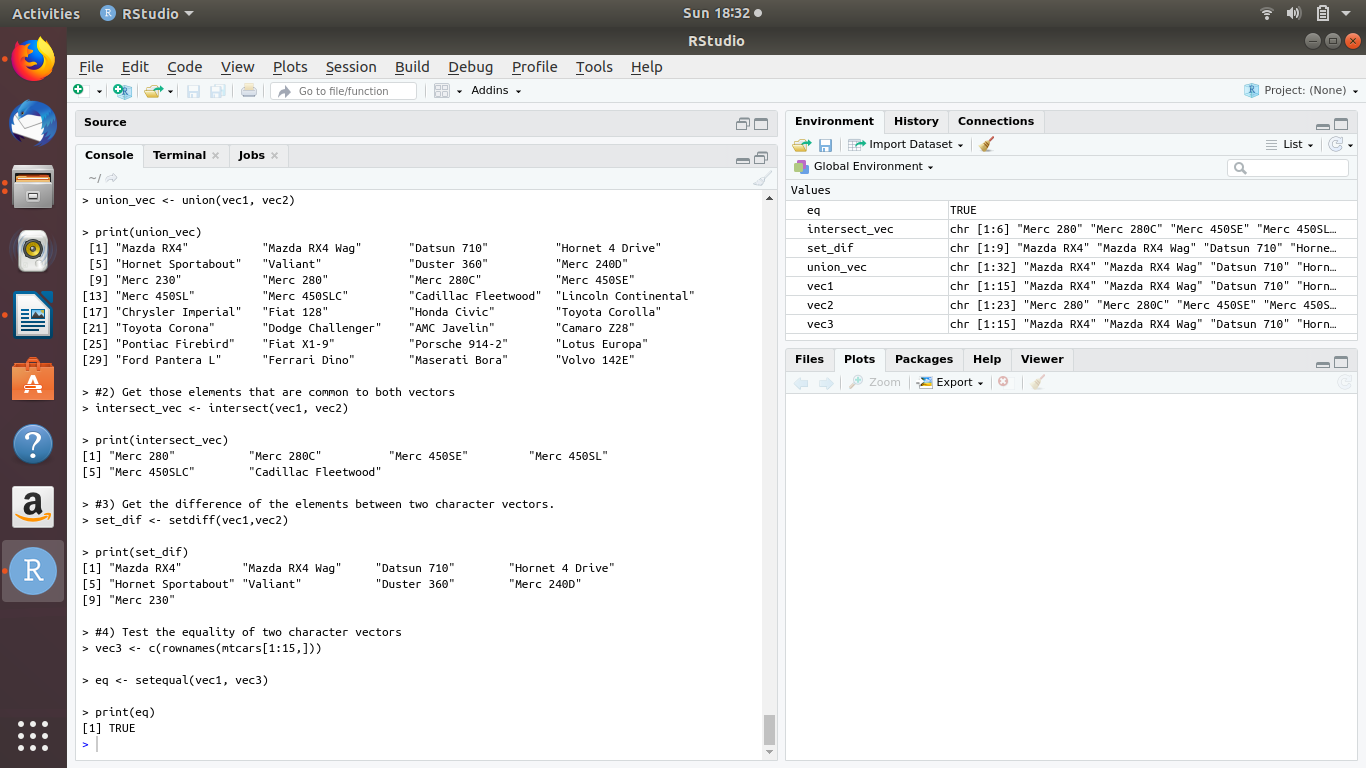 Activities RStudio Sun 18:32
RStudio
File Edit Code View Plots Session Build Debug Profile Tools Help
Go to file/function Addins Project: (None)
Source
Console Terminal Jobs
~/
> union_vec <- union(vec1, vec2)
> print(union_vec)
[1] "Mazda RX4" "Mazda RX4 Wag" "Datsun 710" "Hornet 4 Drive"
[5] "Hornet Sportabout" "Valiant" "Duster 360" "Merc 240D"
[9] "Merc 230" "Merc 280" "Merc 280C" "Merc 450SE"
[13] "Merc 450SL" "Merc 450SLC" "Cadillac Fleetwood" "Lincoln Continental"
[17] "Chrysler Imperial" "Fiat 128" "Honda Civic" "Toyota Corolla"
[21] "Toyota Corona" "Dodge Challenger" "AMC Javelin" "Camaro Z28"
[25] "Pontiac Firebird" "Fiat X1-9" "Porsche 914-2" "Lotus Europa"
[29] "Ford Pantera L" "Ferrari Dino" "Maserati Bora" "Volvo 142E"
> #2) Get those elements that are common to both vectors
> intersect_vec <- intersect(vec1, vec2)
> print(intersect_vec)
[1] "Merc 280" "Merc 280C" "Merc 450SE" "Merc 450SL"
[5] "Merc 450SLC" "Cadillac Fleetwood"
> #3) Get the difference of the elements between two character vectors.
> set_dif <- setdiff(vec1,vec2)
> print(set_dif)
[1] "Mazda RX4" "Mazda RX4 Wag" "Datsun 710" "Hornet 4 Drive"
[5] "Hornet Sportabout" "Valiant" "Duster 360" "Merc 240D"
[9] "Merc 230"
> #4) Test the equality of two character vectors
> vec3 <- c(rownames(mtcars[1:15,]))
> eq <- setequal(vec1, vec3)
> print(eq)
[1] TRUE
>
Environment History Connections
Import Dataset List
Global Environment
Values
eq TRUE
intersect_vec chr [1:6] "Merc 280" "Merc 280C" "Merc 450SE" "Merc 450SL…
set_dif chr [1:9] "Mazda RX4" "Mazda RX4 Wag" "Datsun 710" "Horne…
union_vec chr [1:32] "Mazda RX4" "Mazda RX4 Wag" "Datsun 710" "Horn…
vec1 chr [1:15] "Mazda RX4" "Mazda RX4 Wag" "Datsun 710" "Horn…
vec2 chr [1:23] "Merc 280" "Merc 280C" "Merc 450SE" "Merc 450S…
vec3 chr [1:15] "Mazda RX4" "Mazda RX4 Wag" "Datsun 710" "Horn…
Files Plots Packages Help Viewer
Zoom Export